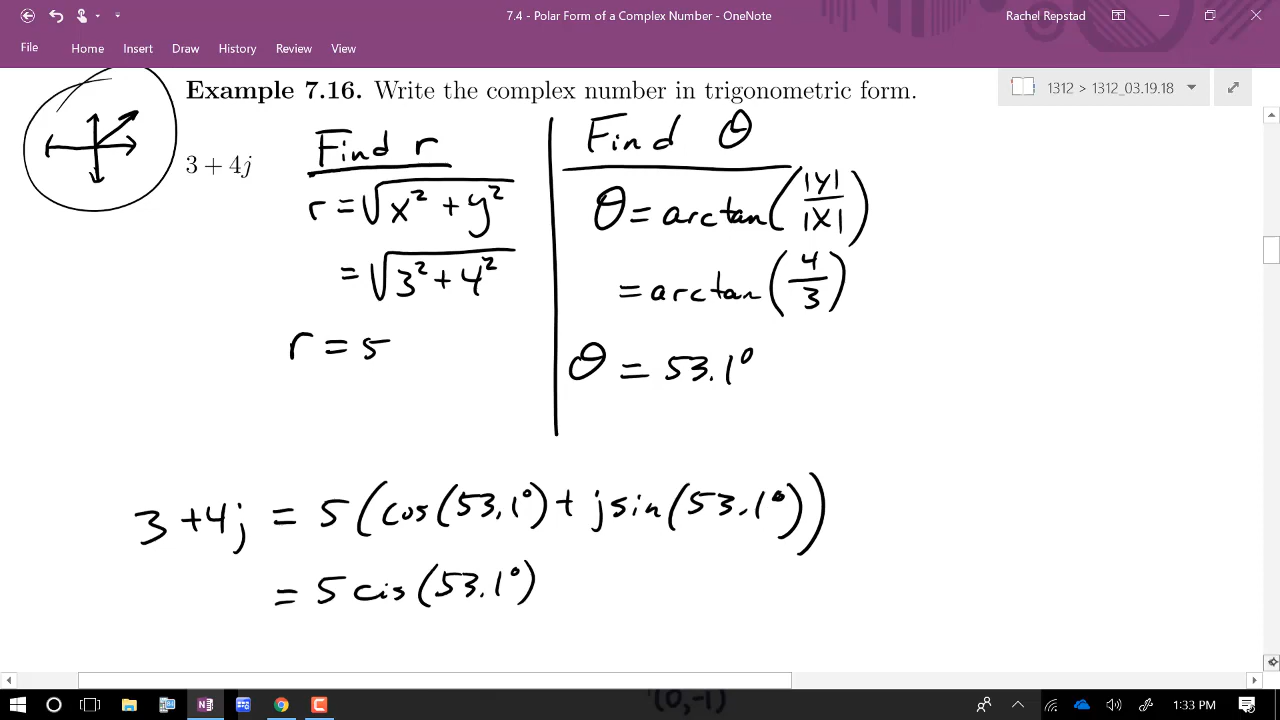 7.4 - Polar Form of a Complex Number - OneNote
Rachel Repstad
File Home Insert Draw History Review View
Example 7.16. Write the complex number in trigonometric form.
1312 > 1312_03.19.18
3 + 4j
Find r
r = √(x² + y²)
= √(3² + 4²)
r = 5
Find θ
θ = arctan(|y|/|x|)
= arctan(4/3)
θ = 53.1°
3 + 4j = 5(cos(53.1°) + jsin(53.1°))
= 5 cis(53.1°)
(0,-1)
1:33 PM